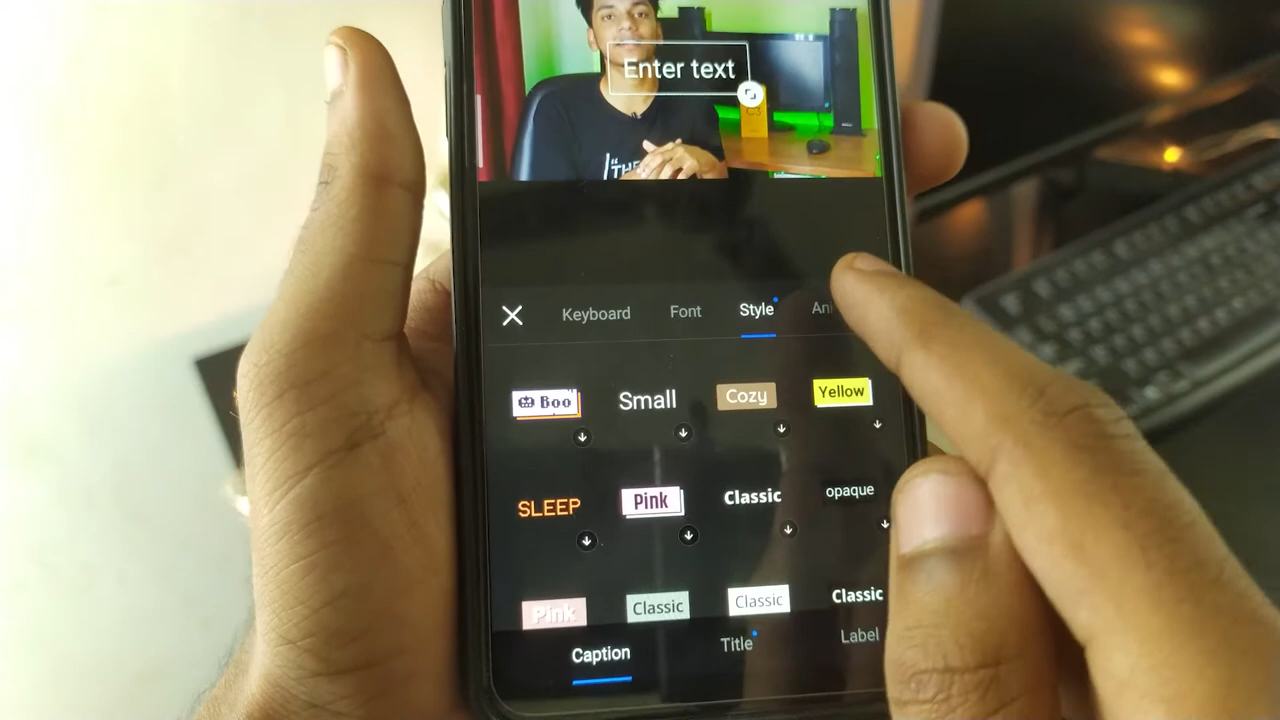 Enter text
"THE
Keyboard Font Style
Boo Small Cozy Yellow
SLEEP Pink Classic opaque
Pink Classic Classic Classic
Caption Title Label